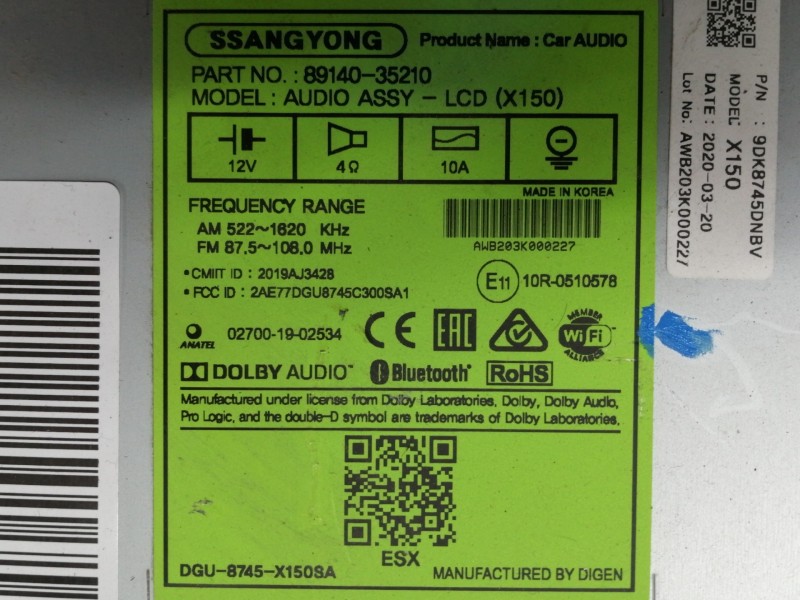 SSANGYONG Product Name : Car AUDIO
PART NO. : 89140-35210
MODEL : AUDIO ASSY - LCD (X150)
12V 4Ω 10A
MADE IN KOREA
FREQUENCY RANGE
AM 522~1620 KHz
FM 87.5~108.0 MHz
AWB203K000227
• CMIIT ID : 2019AJ3428
• FCC ID : 2AE77DGU8745C300SA1
E11 10R-0510578
ANATEL 02700-19-02534 CE EAC MEMBER Wi Fi ALLIANCE
DOLBY AUDIO™ Bluetooth® RoHS
Manufactured under license from Dolby Laboratories. Dolby, Dolby Audio,
Pro Logic, and the double-D symbol are trademarks of Dolby Laboratories.
ESX
DGU-8745-X150SA MANUFACTURED BY DIGEN
P/N : 9DK8745DNBV
MODEL: X150
DATE : 2020-03-20
Lot No: AWB203K000227